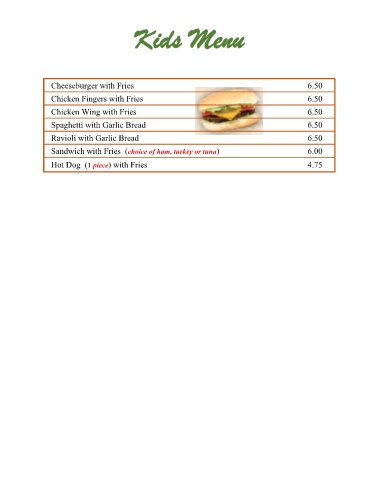 Kids Menu
Cheeseburger with Fries 6.50
Chicken Fingers with Fries 6.50
Chicken Wing with Fries 6.50
Spaghetti with Garlic Bread 6.50
Ravioli with Garlic Bread 6.50
Sandwich with Fries (choice of ham, turkey or tuna) 6.00
Hot Dog (1 piece) with Fries 4.75